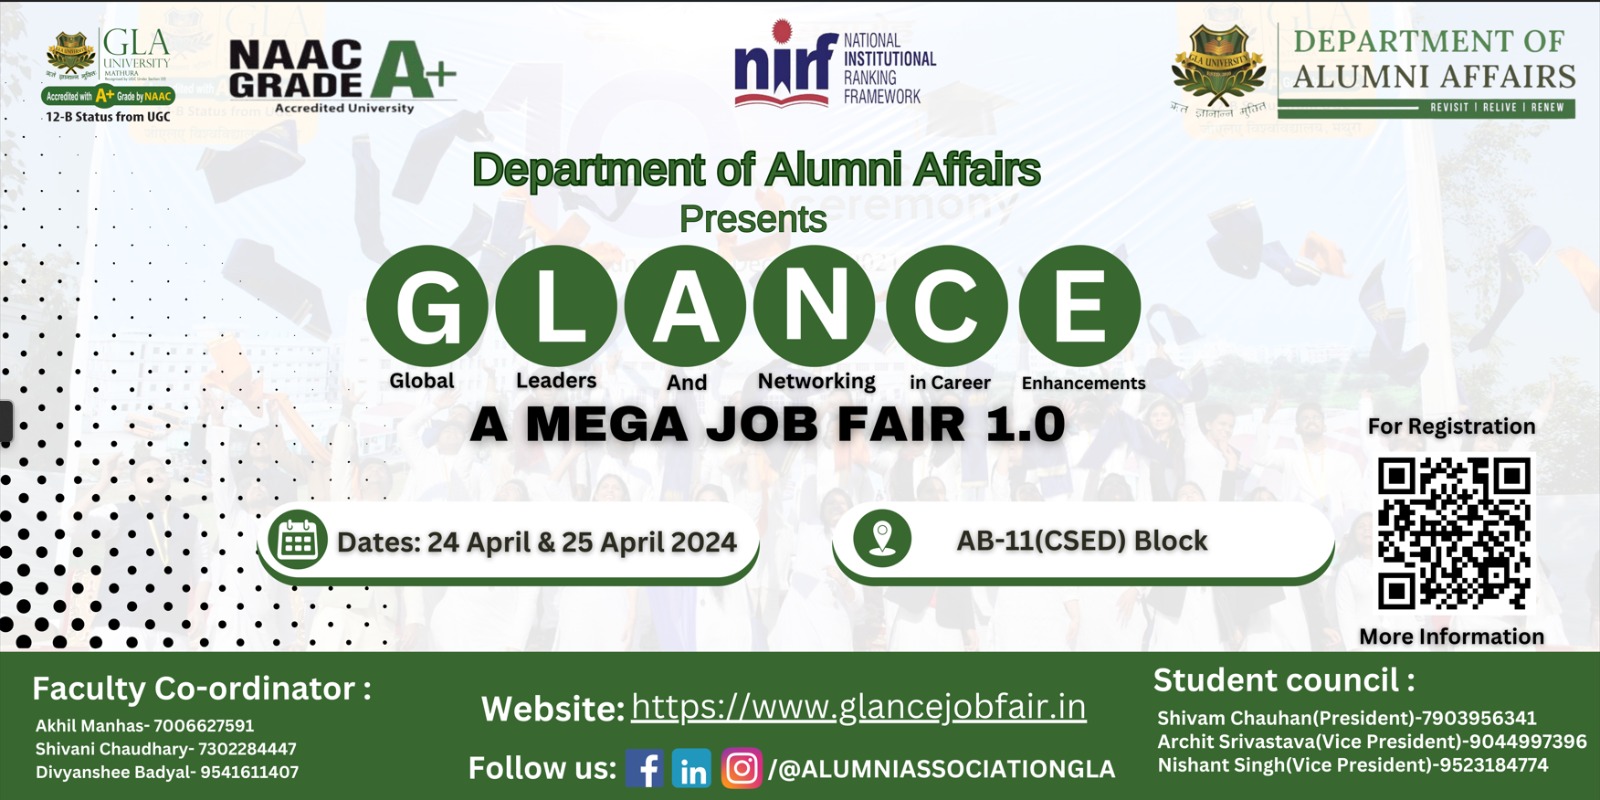 GLA
UNIVERSITY
MATHURA
Accredited with A+ Grade by NAAC
12-B Status from UGC
NAAC
GRADE A+
Accredited University
nirf
NATIONAL
INSTITUTIONAL
RANKING
FRAMEWORK
GLA UNIVERSITY
DEPARTMENT OF
ALUMNI AFFAIRS
REVISIT | RELIVE | RENEW
Department of Alumni Affairs
Presents
ceremony
G L A N C E
Global Leaders And Networking in Career Enhancements
A MEGA JOB FAIR 1.0
Dates: 24 April & 25 April 2024
AB-11(CSED) Block
For Registration
More Information
Faculty Co-ordinator :
Akhil Manhas- 7006627591
Shivani Chaudhary- 7302284447
Divyanshee Badyal- 9541611407
Website: https://www.glancejobfair.in
Follow us: /@ALUMNIASSOCIATIONGLA
Student council :
Shivam Chauhan(President)-7903956341
Archit Srivastava(Vice President)-9044997396
Nishant Singh(Vice President)-9523184774